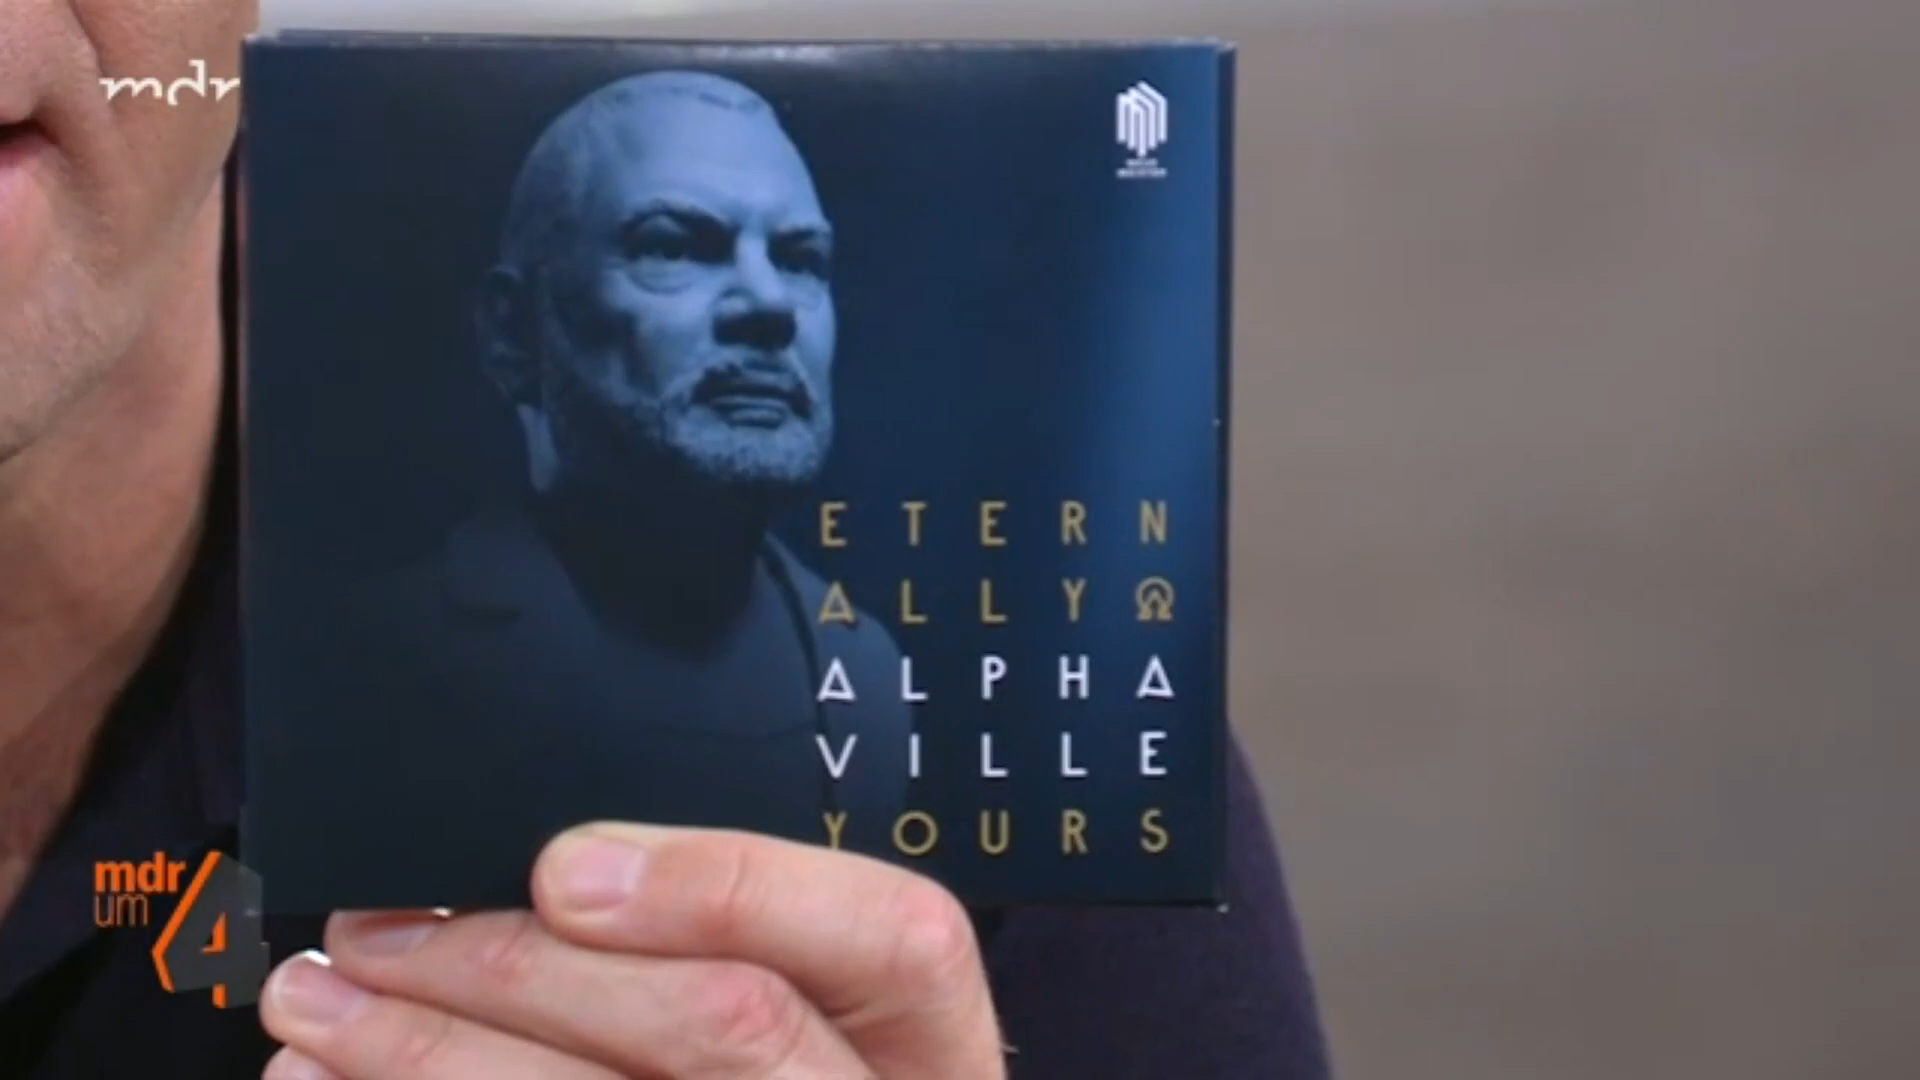 mdr
E T E R N
A L L Y Ω
A L P H A
V I L L E
Y O U R S
mdr
um
4